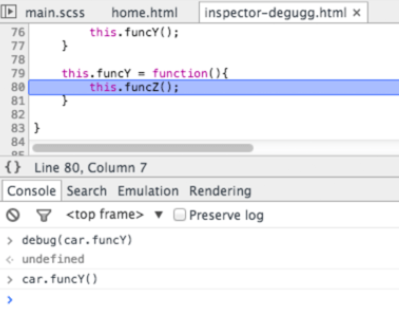 main.scss home.html inspector-degugg.html ×
76 this.funcY();
77 }
78
79 this.funcY = function(){
80 this.funcZ();
81 }
82
83 }
84
85
{} Line 80, Column 7
Console Search Emulation Rendering
<top frame> ▼ Preserve log
> debug(car.funcY)
<· undefined
> car.funcY()
>